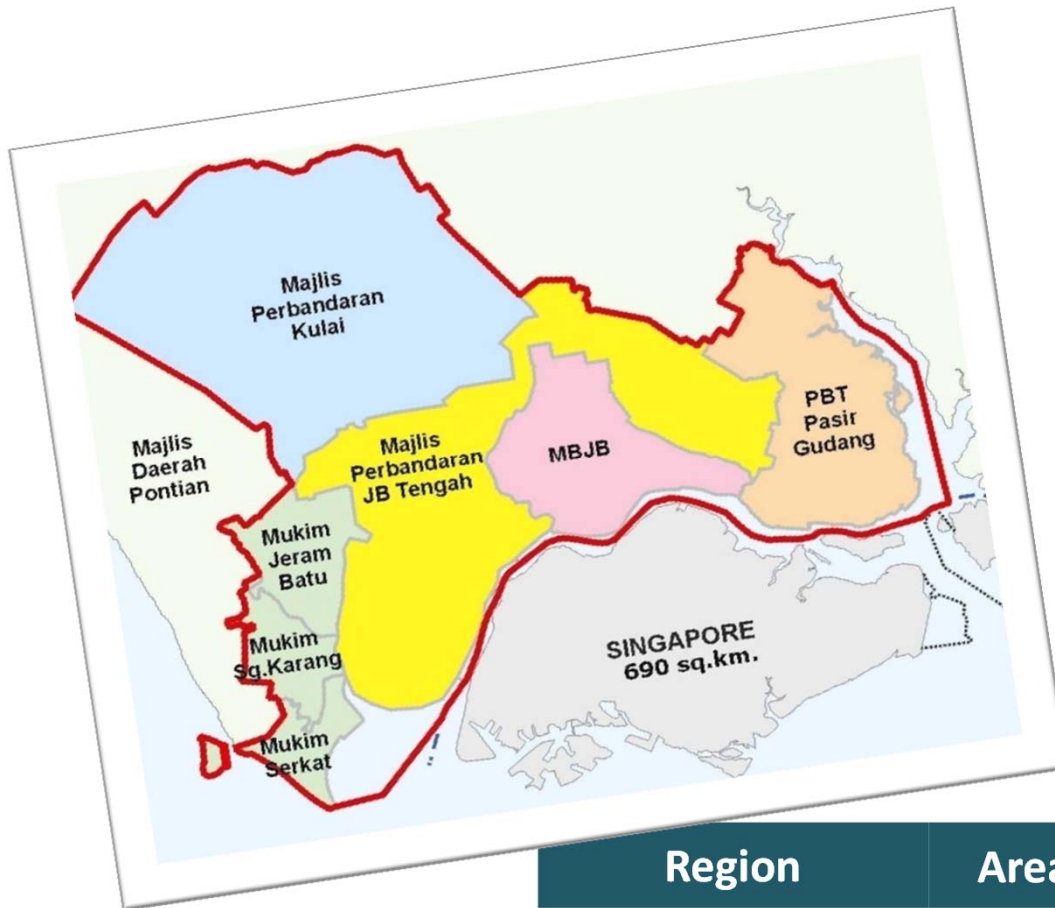 Majlis
Perbandaran
Kulai
Majlis
Daerah
Pontian
Majlis
Perbandaran
JB Tengah
MBJB
PBT
Pasir
Gudang
Mukim
Jeram
Batu
Mukim
Sg.Karang
Mukim
Serkat
SINGAPORE
690 sq.km.
Region
Area